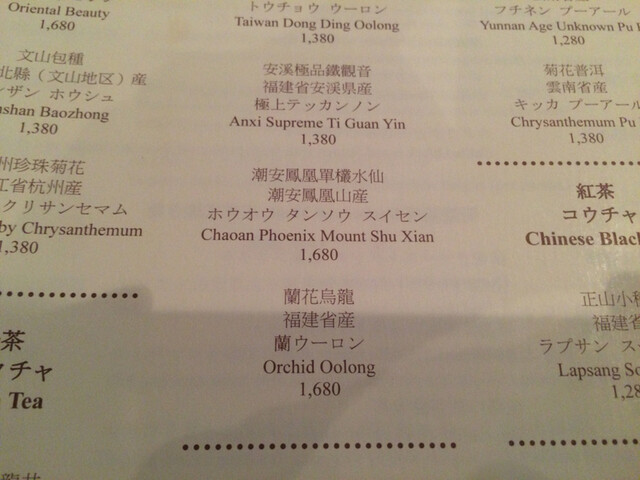 Oriental Beauty
1,680
文山包種
北縣（文山地区）産
ンザン ホウシュ
nshan Baozhong
1,380
州珍珠菊花
江省杭州産
クリサンセマム
by Chrysanthemum
1,380
茶
チャ
Tea
トウチョウ ウーロン
Taiwan Dong Ding Oolong
1,380
安溪極品鐵觀音
福建省安溪県産
極上テッカンノン
Anxi Supreme Ti Guan Yin
1,380
潮安鳳凰單欉水仙
潮安鳳凰山産
ホウオウ タンソウ スイセン
Chaoan Phoenix Mount Shu Xian
1,680
蘭花烏龍
福建省産
蘭ウーロン
Orchid Oolong
1,680
フチネン プーアール
Yunnan Age Unknown Pu
1,280
菊花普洱
雲南省産
キッカ プーアール
Chrysanthemum Pu
1,380
紅茶
コウチャ
Chinese Blac
正山小
福建省
ラプサン ス
Lapsang So
1,28